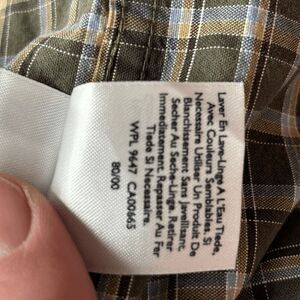 Laver En Lave-Linge A L'Eau Tiede,
Avec Couleurs Semblables. Si
Necessaire Utiliser Un Produit De
Blanchissement Sans Javellisant.
Secher Au Seche-Linge. Retirer
Immediatement. Repasser Au Fer
Tiede Si Necessaire.
WPL 9647 CA00665
80/00